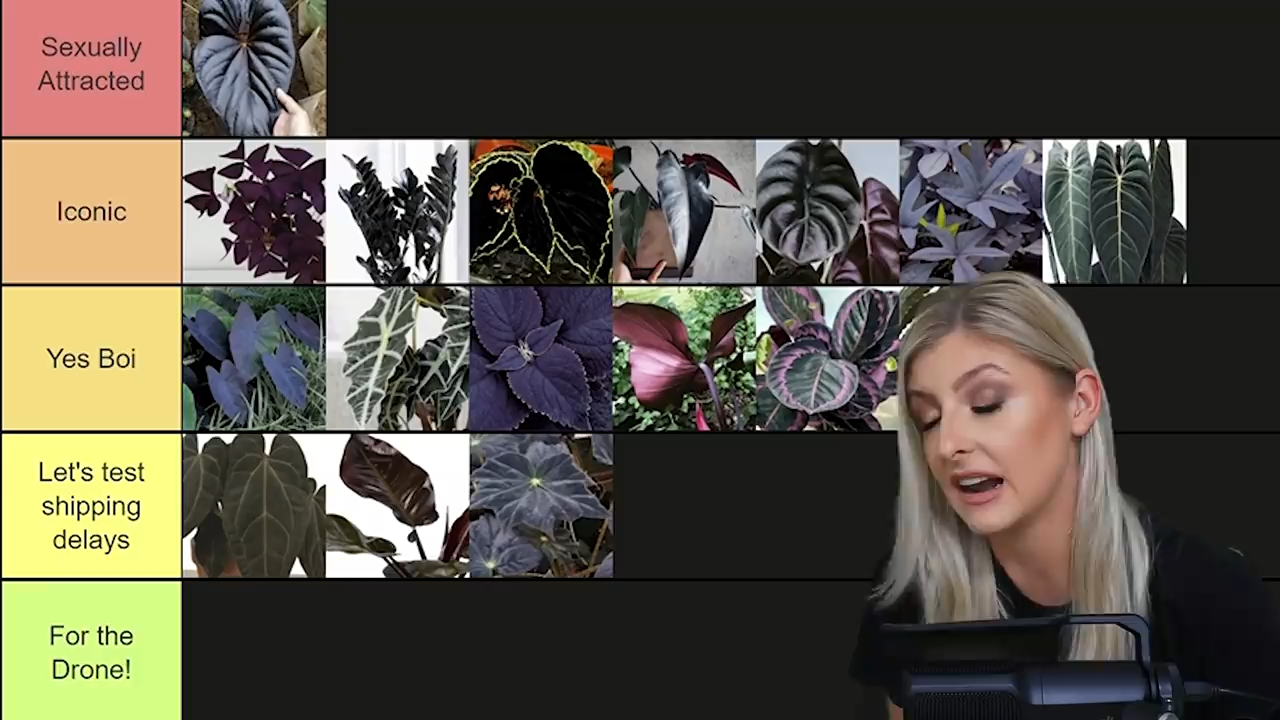 Sexually
Attracted
Iconic
Yes Boi
Let's test
shipping
delays
For the
Drone!